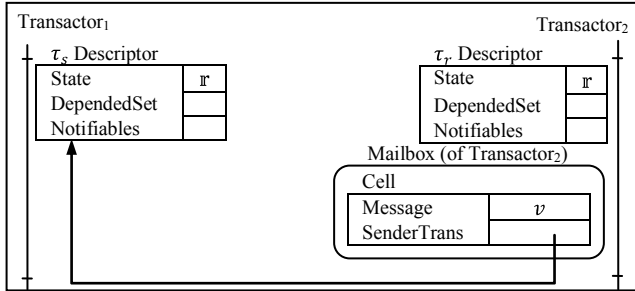 Transactor₁ Transactor₂
τₛ Descriptor τᵣ Descriptor
State 𝕣 State 𝕣
DependedSet DependedSet
Notifiables Notifiables
Mailbox (of Transactor₂)
Cell
Message 𝑣
SenderTrans